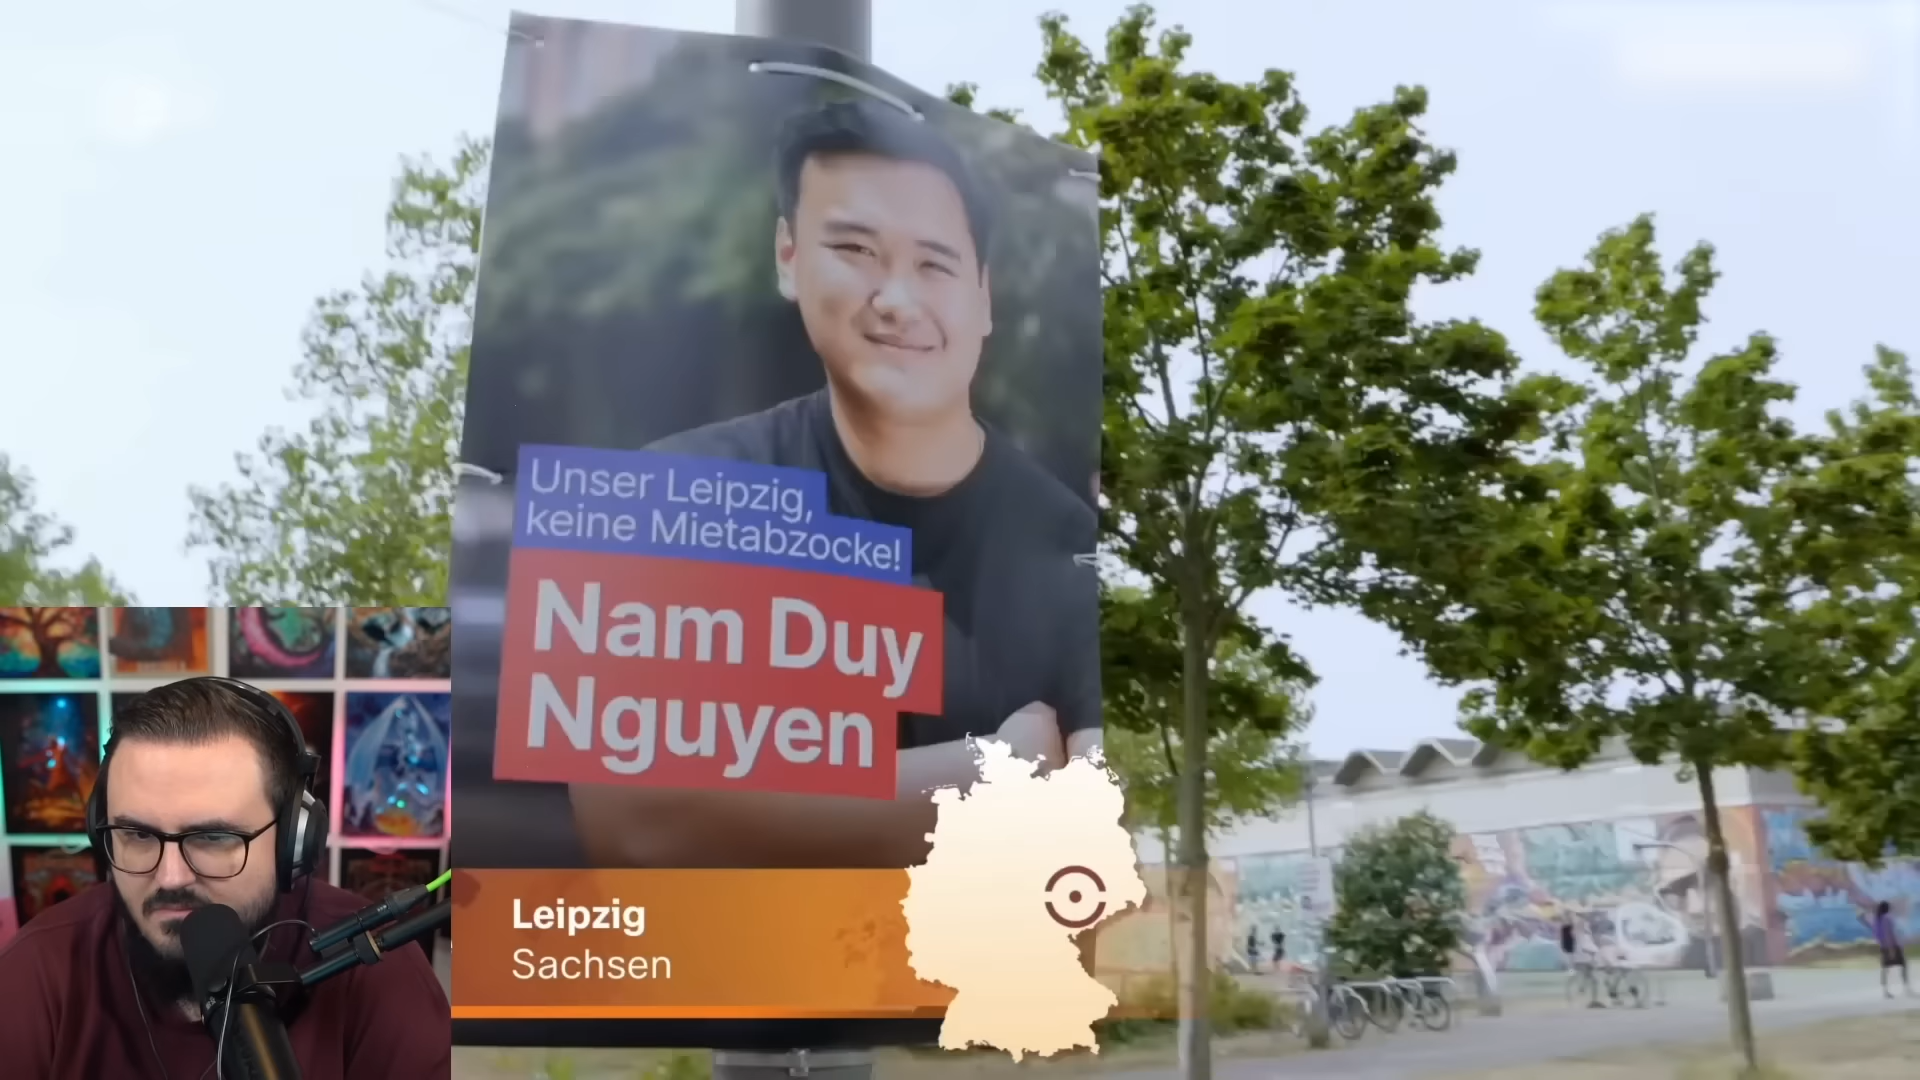 Unser Leipzig,
keine Mietabzocke!
Nam Duy
Nguyen
Leipzig
Sachsen